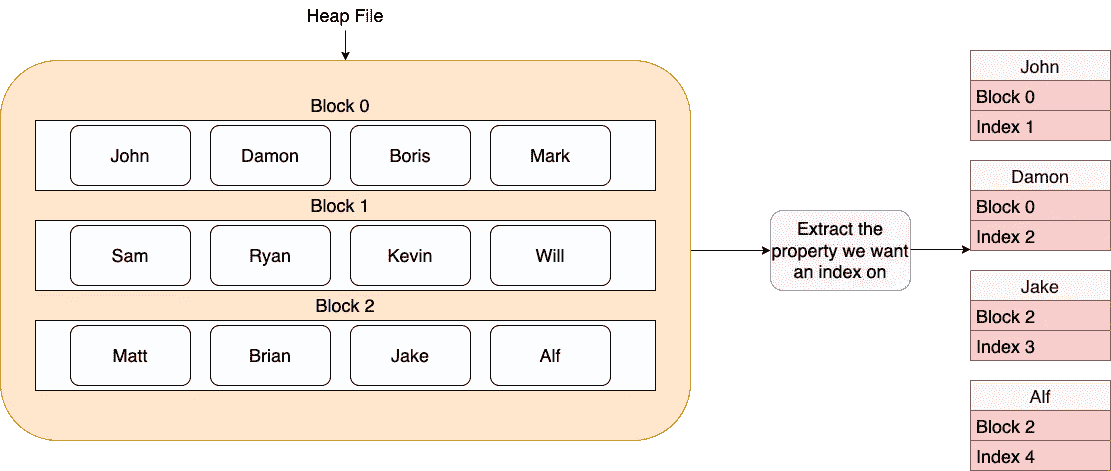 Heap File
Block 0
John
Damon
Boris
Mark
Block 1
Sam
Ryan
Kevin
Will
Block 2
Matt
Brian
Jake
Alf
Extract the
property we want
an index on
John
Block 0
Index 1
Damon
Block 0
Index 2
Jake
Block 2
Index 3
Alf
Block 2
Index 4